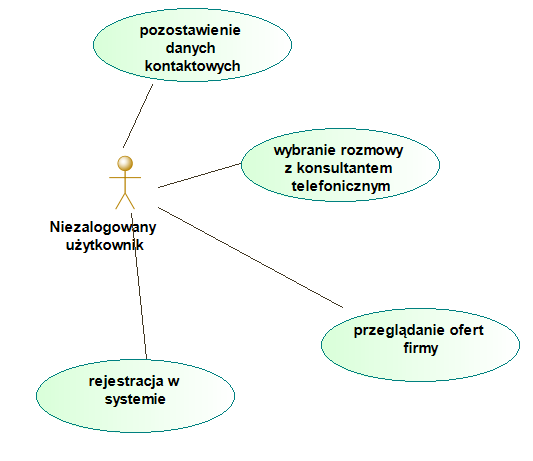 pozostawienie
danych
kontaktowych
wybranie rozmowy
z konsultantem
telefonicznym
Niezalogowany
użytkownik
przeglądanie ofert
firmy
rejestracja w
systemie